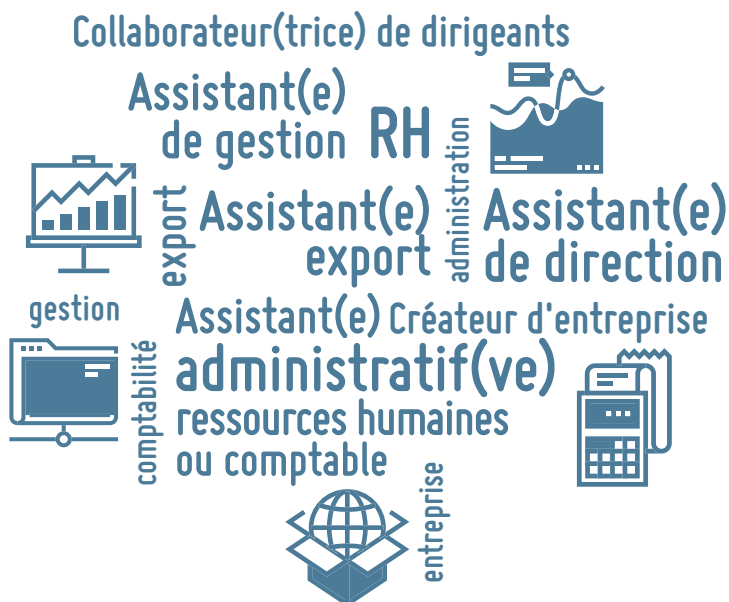 Collaborateur(trice) de dirigeants
Assistant(e)
de gestion
RH
administration
export
Assistant(e)
export
Assistant(e)
de direction
gestion
Assistant(e)
administratif(ve)
ressources humaines
ou comptable
Créateur d'entreprise
comptabilité
entreprise